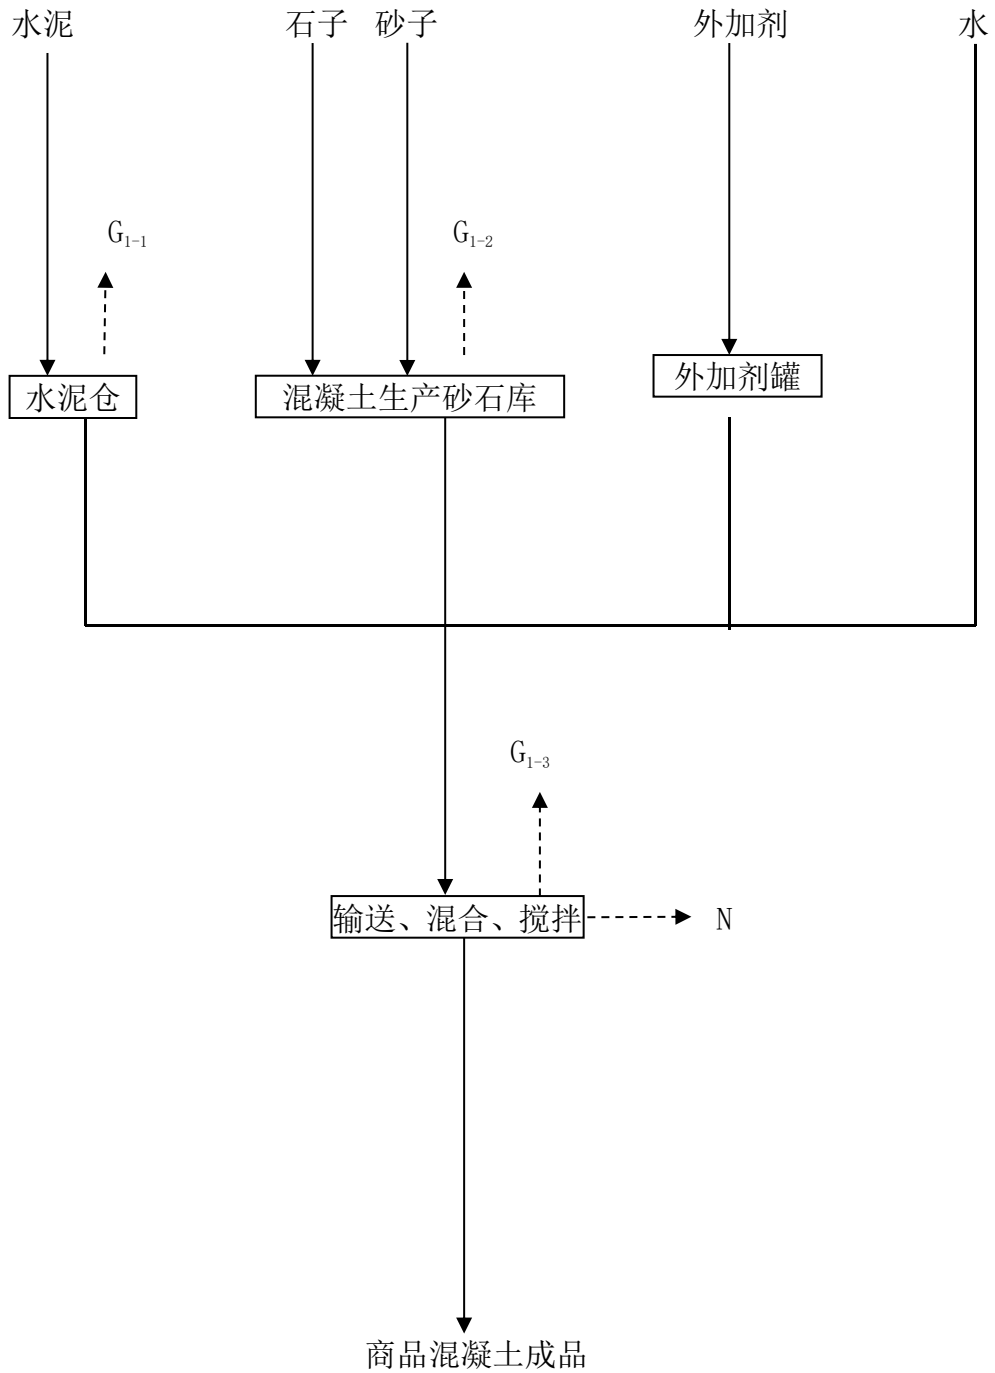 水泥 石子 砂子 外加剂 水
G1-1 G1-2
水泥仓 混凝土生产砂石库 外加剂罐
G1-3
输送、混合、搅拌 N
商品混凝土成品